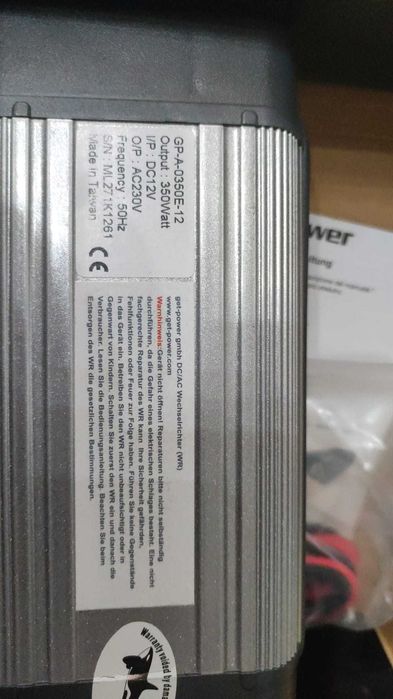 GP-A-0350E-12
Output : 350Watt
I/P : DC12V
O/P : AC230V
Frequency : 50Hz
S/N : ML271K1261
Made in Taiwan
CE
get-power gmbh DC/AC Wechselrichter (WR)
www.get-power.com
Warnhinweis:Gerät nicht öffnen! Reparaturen bitte nicht selbständig
durchführen, da die Gefahr eines elektrischen Schlages besteht. Eine nicht
fachgerechte Reparatur des WR kann Ihre Sicherheit gefährden,
Fehlfunktionen oder Feuer zur Folge haben. Führen Sie keine Gegenstände
in das Gerät ein. Betreiben Sie den WR nicht unbeaufsichtigt oder in
Gegenwart von Kindern. Schalten Sie zuerst den WR ein und danach die
Verbraucher. Lesen Sie die Bedienungsanleitung. Beachten Sie beim
Entsorgen des WR die gesetzlichen Bestimmungen.
Warranty voided by
wer